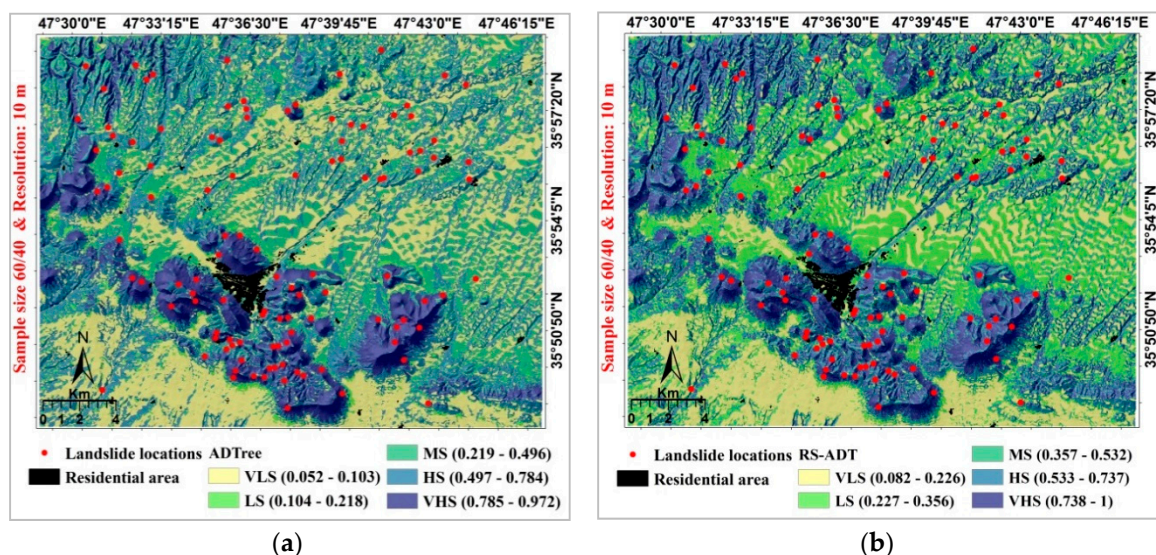 47°30'0"E 47°33'15"E 47°36'30"E 47°39'45"E 47°43'0"E 47°46'15"E
Sample size 60/40 & Resolution: 10 m
35°57'20"N
35°54'5"N
35°50'50"N
N
Km
0 2 4
Landslide locations ADTree
Residential area
VLS (0.052 - 0.103)
LS (0.104 - 0.218)
MS (0.219 - 0.496)
HS (0.497 - 0.784)
VHS (0.785 - 0.972)
(a)
47°30'0"E 47°33'15"E 47°36'30"E 47°39'45"E 47°43'0"E 47°46'15"E
Sample size 60/40 & Resolution: 10 m
35°57'20"N
35°54'5"N
35°50'50"N
N
Km
0 2 4
Landslide locations RS-ADT
Residential area
VLS (0.082 - 0.226)
LS (0.227 - 0.356)
MS (0.357 - 0.532)
HS (0.533 - 0.737)
VHS (0.738 - 1)
(b)